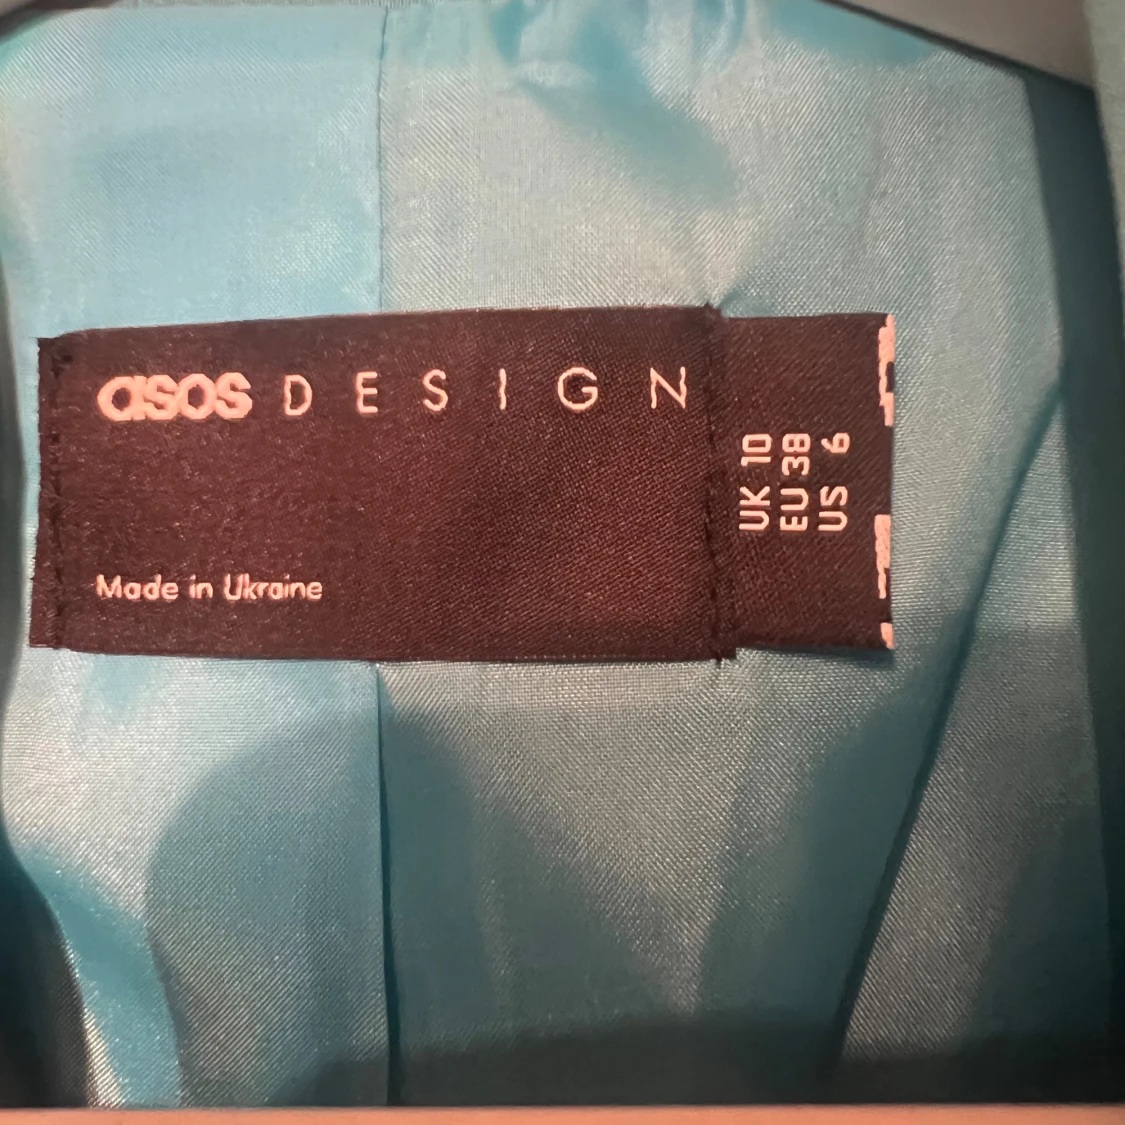 asos DESIGN
Made in Ukraine
UK 10
EU 38
US 6